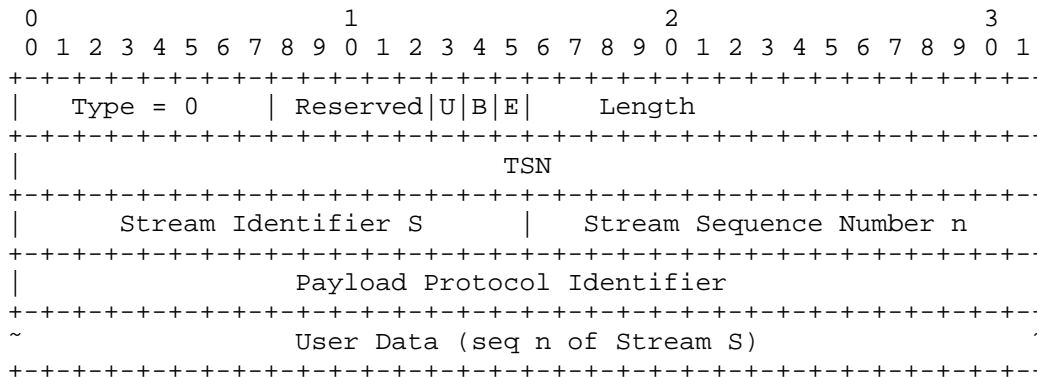 0                   1                   2                   3
0 1 2 3 4 5 6 7 8 9 0 1 2 3 4 5 6 7 8 9 0 1 2 3 4 5 6 7 8 9 0 1
+-+-+-+-+-+-+-+-+-+-+-+-+-+-+-+-+-+-+-+-+-+-+-+-+-+-+-+-+-+-+-+-
|   Type = 0    | Reserved|U|B|E|    Length
+-+-+-+-+-+-+-+-+-+-+-+-+-+-+-+-+-+-+-+-+-+-+-+-+-+-+-+-+-+-+-+-
|                              TSN
+-+-+-+-+-+-+-+-+-+-+-+-+-+-+-+-+-+-+-+-+-+-+-+-+-+-+-+-+-+-+-+-
|      Stream Identifier S      |   Stream Sequence Number n
+-+-+-+-+-+-+-+-+-+-+-+-+-+-+-+-+-+-+-+-+-+-+-+-+-+-+-+-+-+-+-+-
|                 Payload Protocol Identifier
+-+-+-+-+-+-+-+-+-+-+-+-+-+-+-+-+-+-+-+-+-+-+-+-+-+-+-+-+-+-+-+-
~                 User Data (seq n of Stream S)                 ~
+-+-+-+-+-+-+-+-+-+-+-+-+-+-+-+-+-+-+-+-+-+-+-+-+-+-+-+-+-+-+-+-